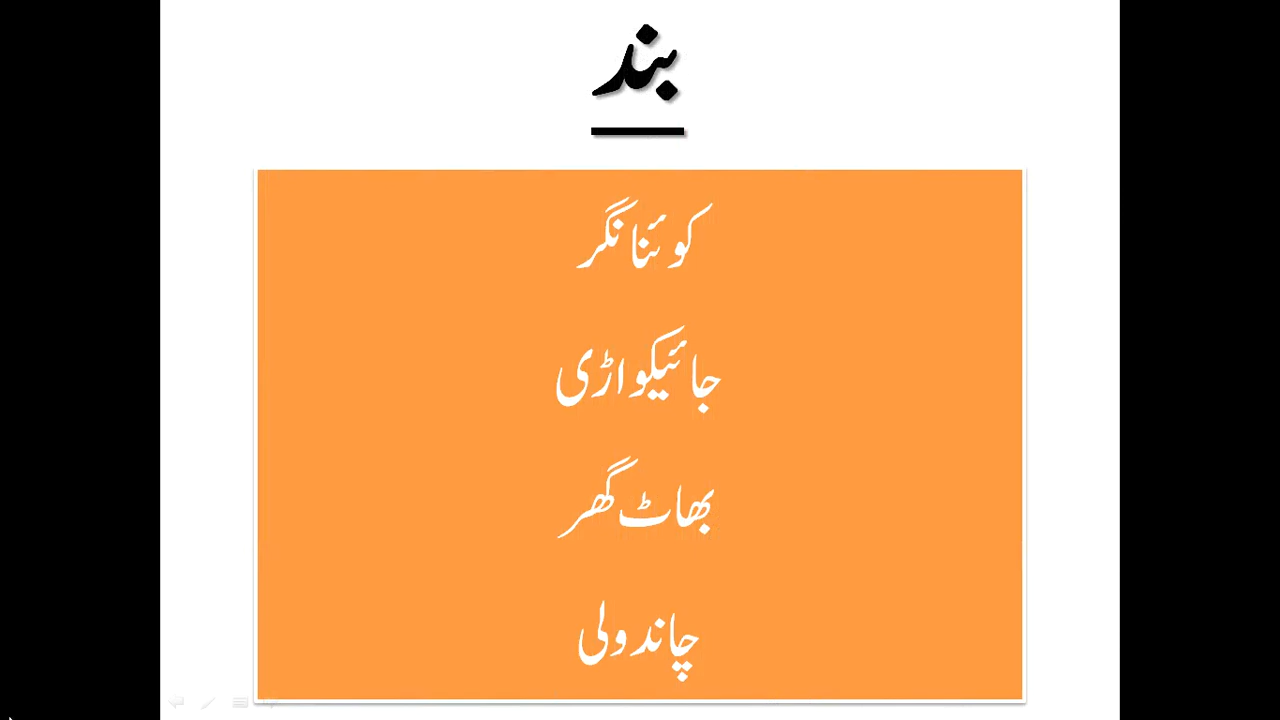 بند
کوئنا نگر
جائیکواڑی
بھاٹ گھر
چاندولی